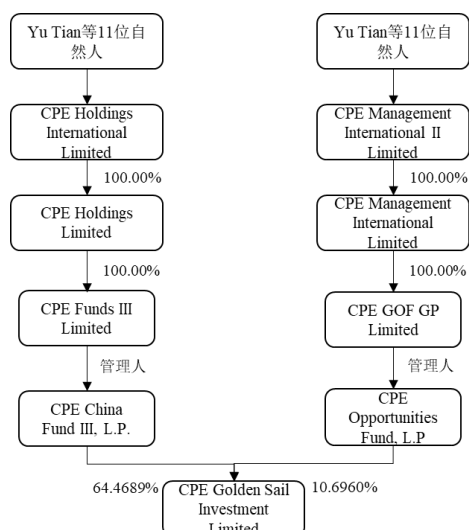 Yu Tian等11位自
然人
Yu Tian等11位自
然人
CPE Holdings
International
Limited
CPE Management
International II
Limited
100.00%
100.00%
CPE Holdings
Limited
CPE Management
International
Limited
100.00%
100.00%
CPE Funds III
Limited
CPE GOF GP
Limited
管理人
管理人
CPE China
Fund III, L.P.
CPE
Opportunities
Fund, L.P
64.4689%
CPE Golden Sail
Investment
Limited
10.6960%